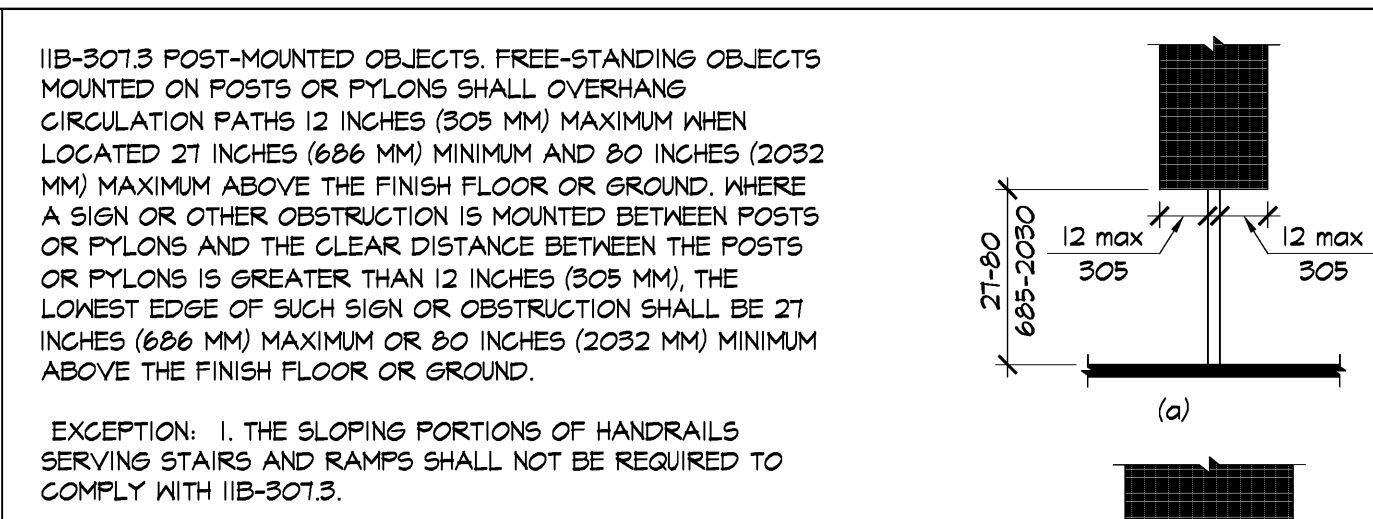 11B-307.3 POST-MOUNTED OBJECTS. FREE-STANDING OBJECTS
MOUNTED ON POSTS OR PYLONS SHALL OVERHANG
CIRCULATION PATHS 12 INCHES (305 MM) MAXIMUM WHEN
LOCATED 27 INCHES (686 MM) MINIMUM AND 80 INCHES (2032
MM) MAXIMUM ABOVE THE FINISH FLOOR OR GROUND. WHERE
A SIGN OR OTHER OBSTRUCTION IS MOUNTED BETWEEN POSTS
OR PYLONS AND THE CLEAR DISTANCE BETWEEN THE POSTS
OR PYLONS IS GREATER THAN 12 INCHES (305 MM), THE
LOWEST EDGE OF SUCH SIGN OR OBSTRUCTION SHALL BE 27
INCHES (686 MM) MAXIMUM OR 80 INCHES (2032 MM) MINIMUM
ABOVE THE FINISH FLOOR OR GROUND.
EXCEPTION: 1. THE SLOPING PORTIONS OF HANDRAILS
SERVING STAIRS AND RAMPS SHALL NOT BE REQUIRED TO
COMPLY WITH 11B-307.3.
27-80
685-2030
12 max
305
12 max
305
(a)